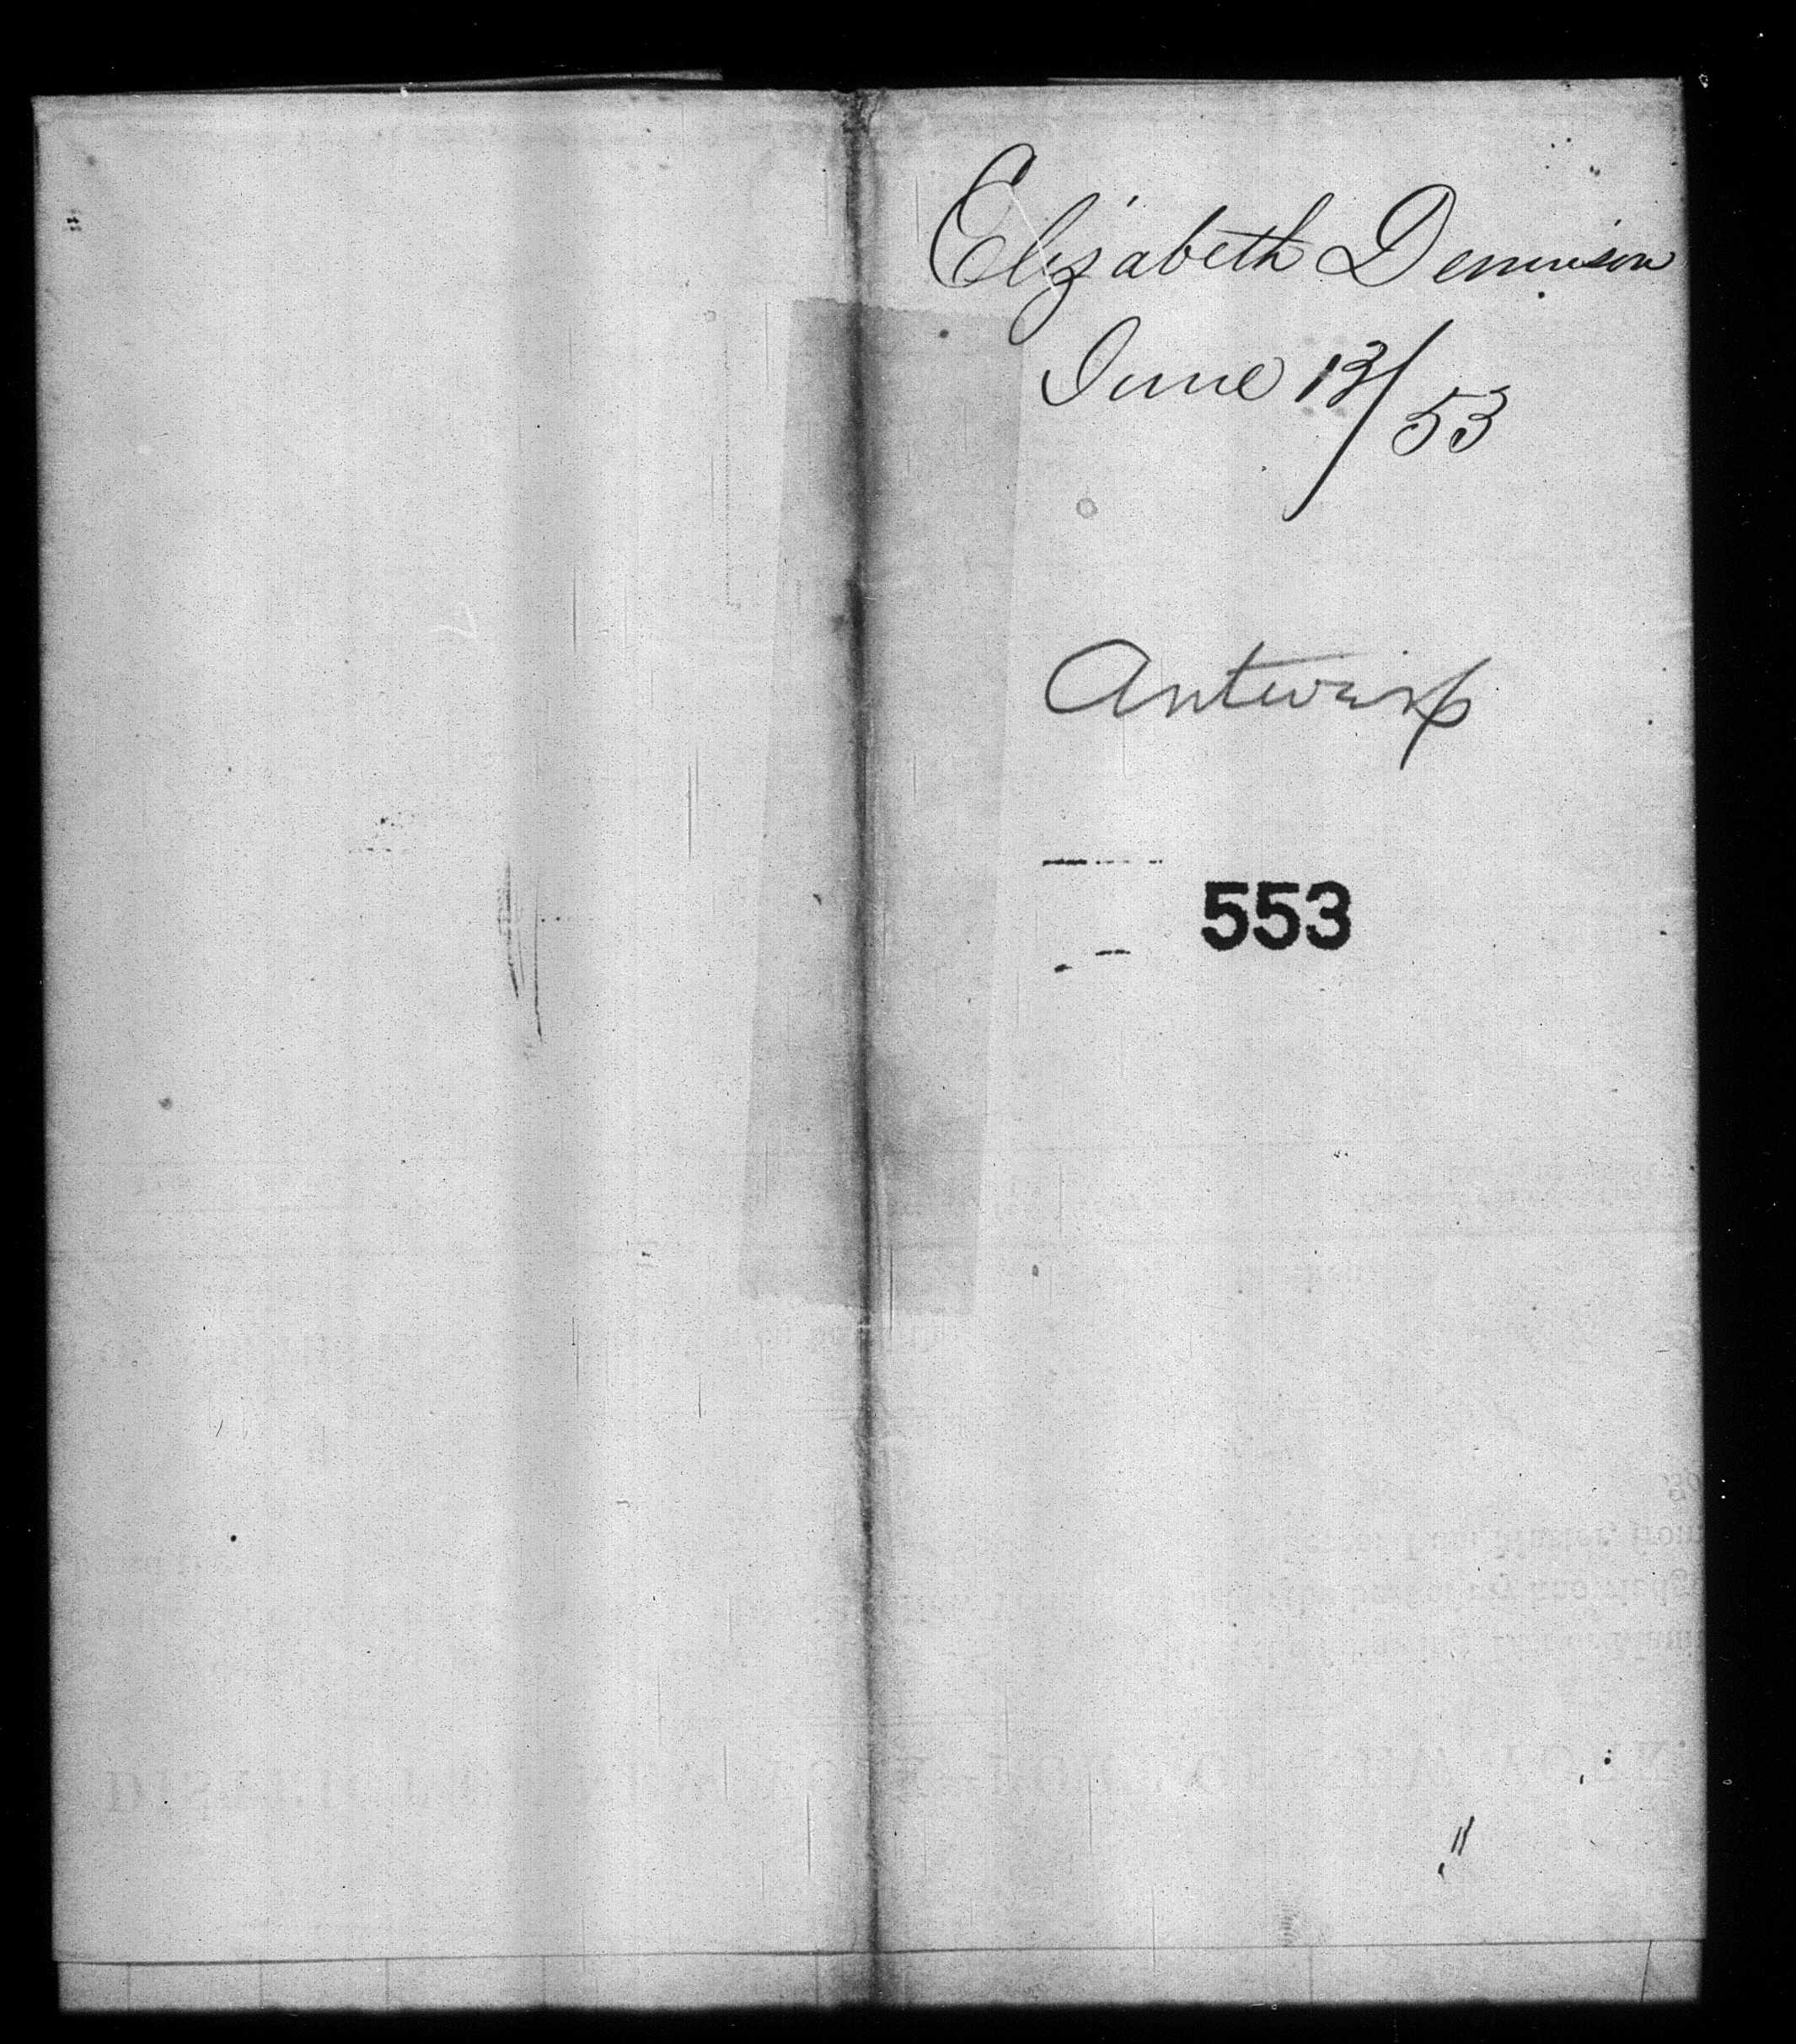 Elizabeth Dennison
June 13/53
Antwerp
553